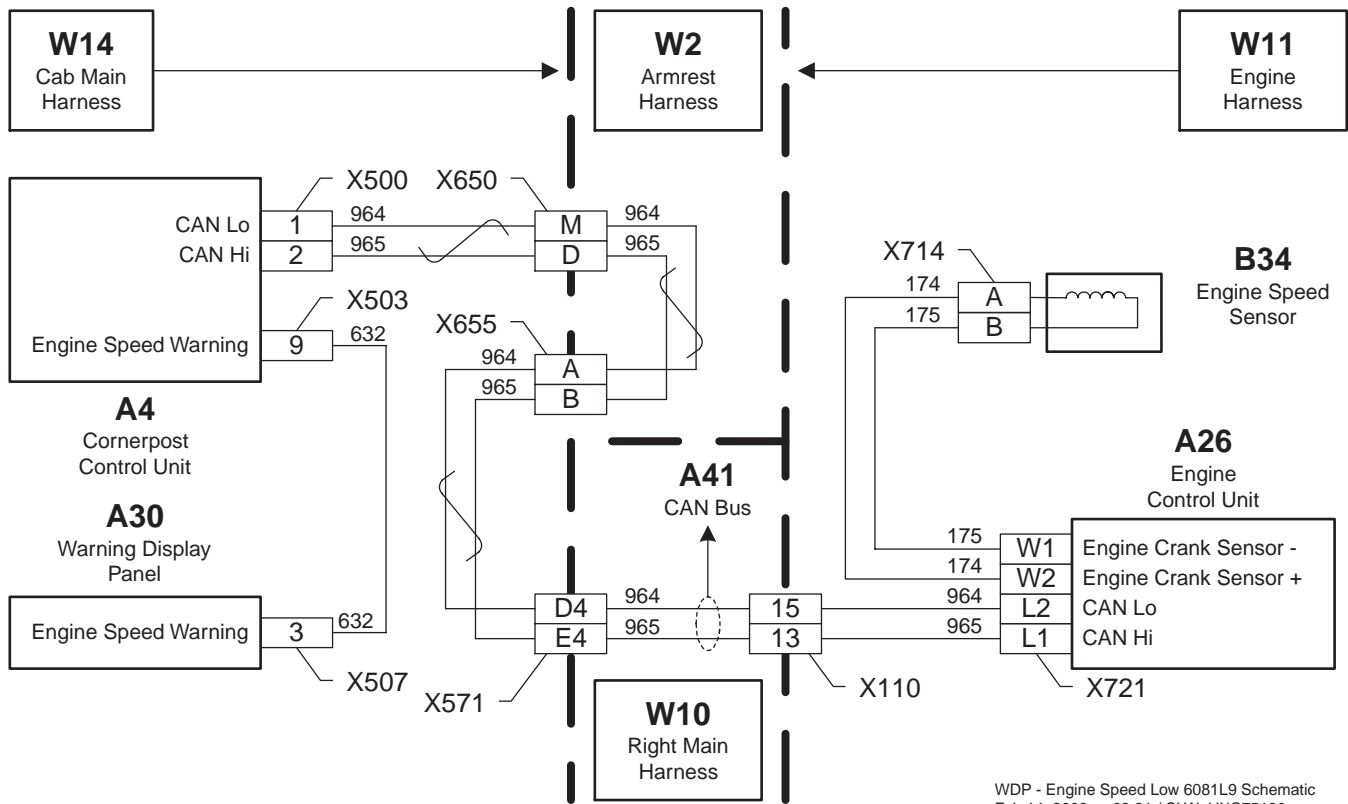 W14
Cab Main
Harness
W2
Armrest
Harness
W11
Engine
Harness
X500
X650
CAN Lo
1
964
M
964
CAN Hi
2
965
D
965
X503
Engine Speed Warning
9
632
X655
964
A
965
B
X714
174
A
175
B
B34
Engine Speed
Sensor
A4
Cornerpost
Control Unit
A30
Warning Display
Panel
A41
CAN Bus
A26
Engine
Control Unit
175
W1
Engine Crank Sensor -
174
W2
Engine Crank Sensor +
D4
964
15
964
L2
CAN Lo
E4
965
13
965
L1
CAN Hi
Engine Speed Warning
3
632
X507
X571
X110
X721
W10
Right Main
Harness
WDP - Engine Speed Low 6081L9 Schematic